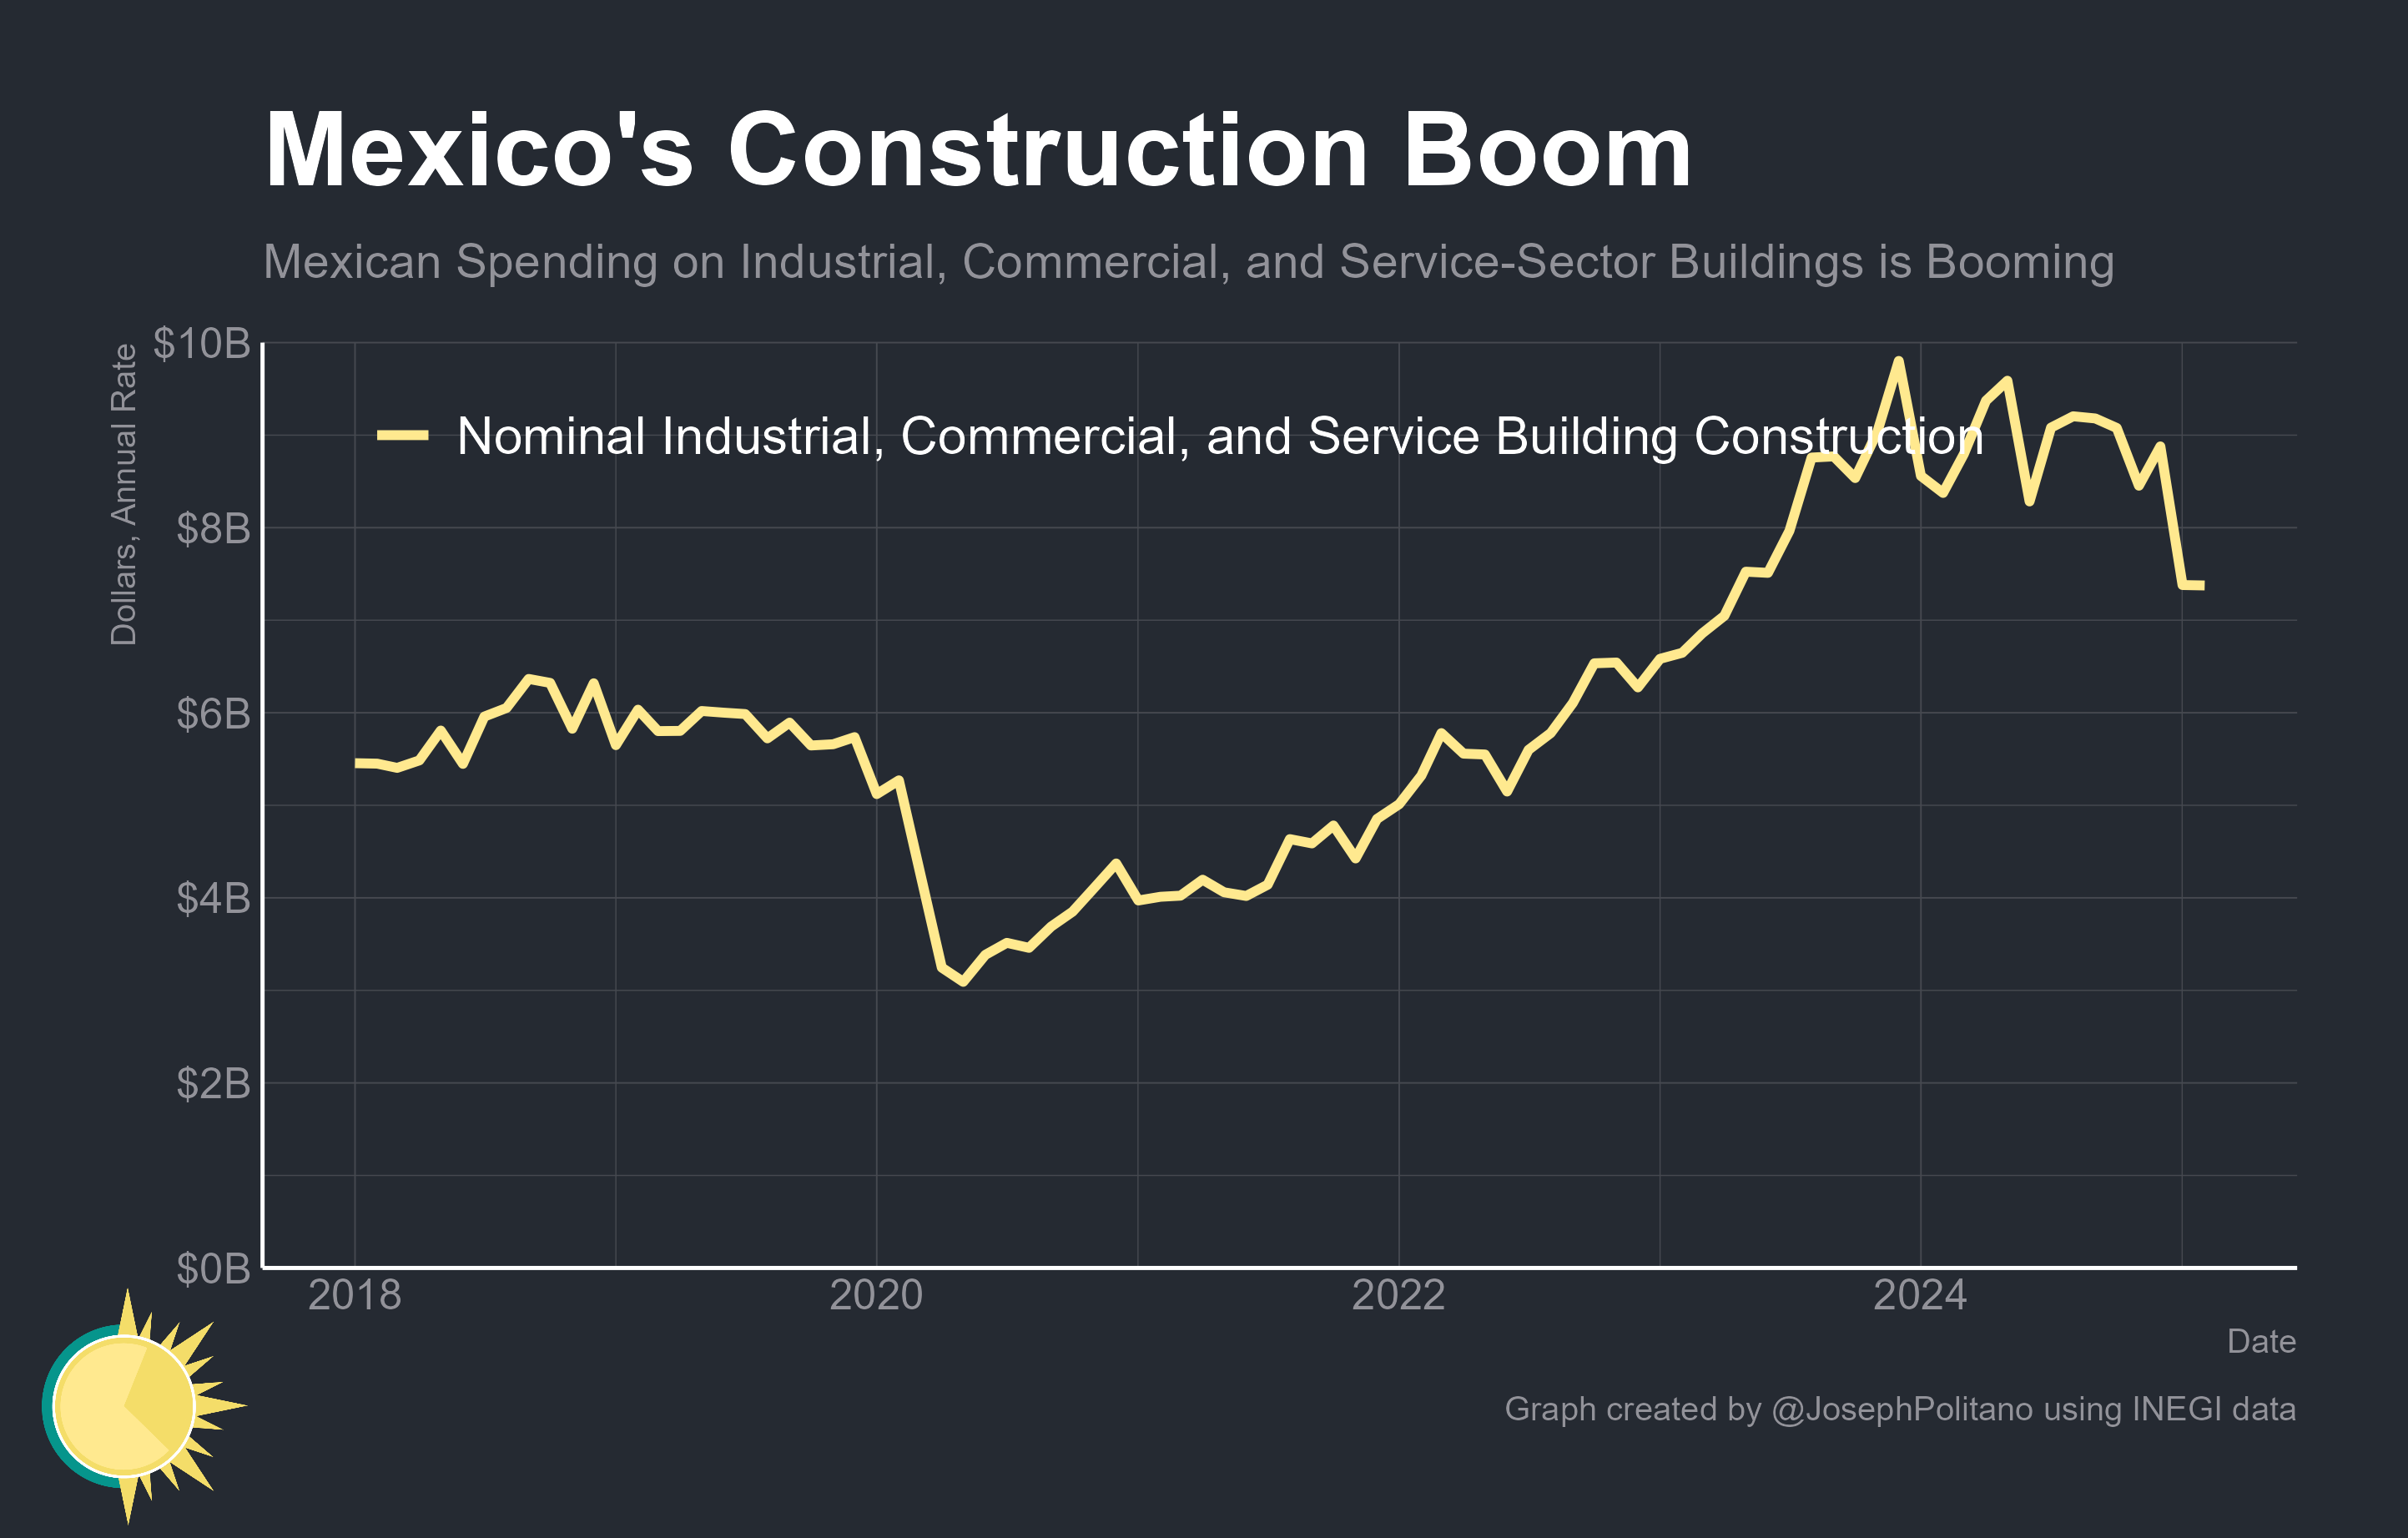 Mexico's Construction Boom
Mexican Spending on Industrial, Commercial, and Service-Sector Buildings is Booming
Dollars, Annual Rate
$10B
$8B
$6B
$4B
$2B
$0B
Nominal Industrial, Commercial, and Service Building Construction
2018
2020
2022
2024
Date
Graph created by @JosephPolitano using INEGI data